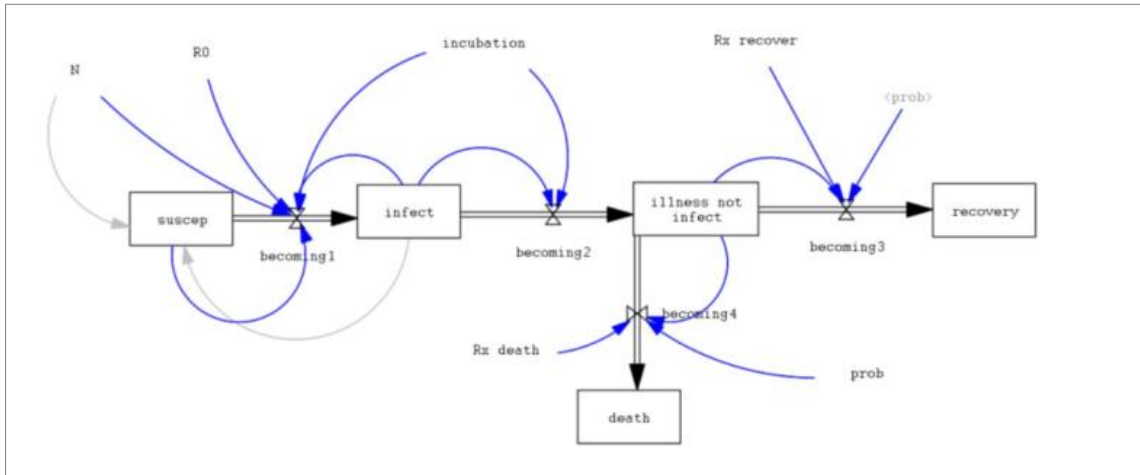 incubation
Rx recover
R0
N
<prob>
suscep
infect
illness not
infect
recovery
becoming1
becoming2
becoming3
becoming4
Rx death
prob
death